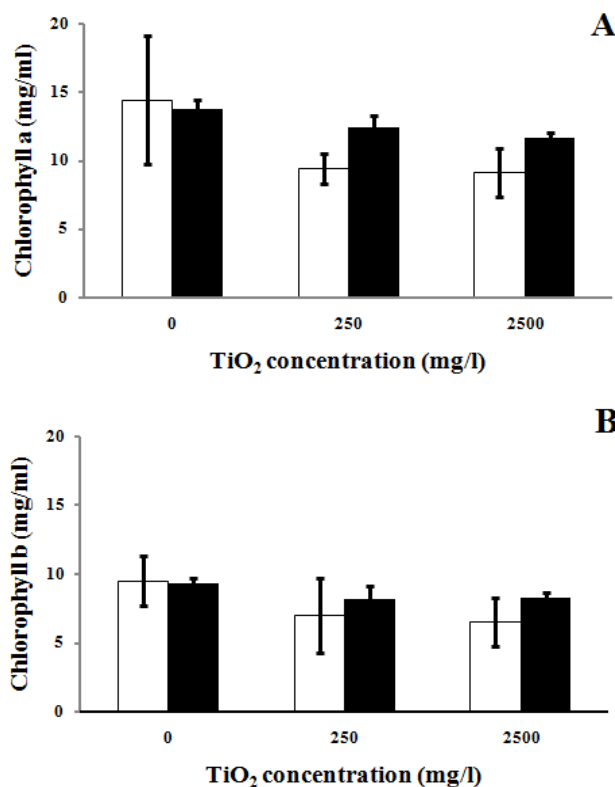 A
Chlorophyll a (mg/ml)
20
15
10
5
0
0 250 2500
TiO₂ concentration (mg/l)
B
Chlorophyll b (mg/ml)
20
15
10
5
0
0 250 2500
TiO₂ concentration (mg/l)